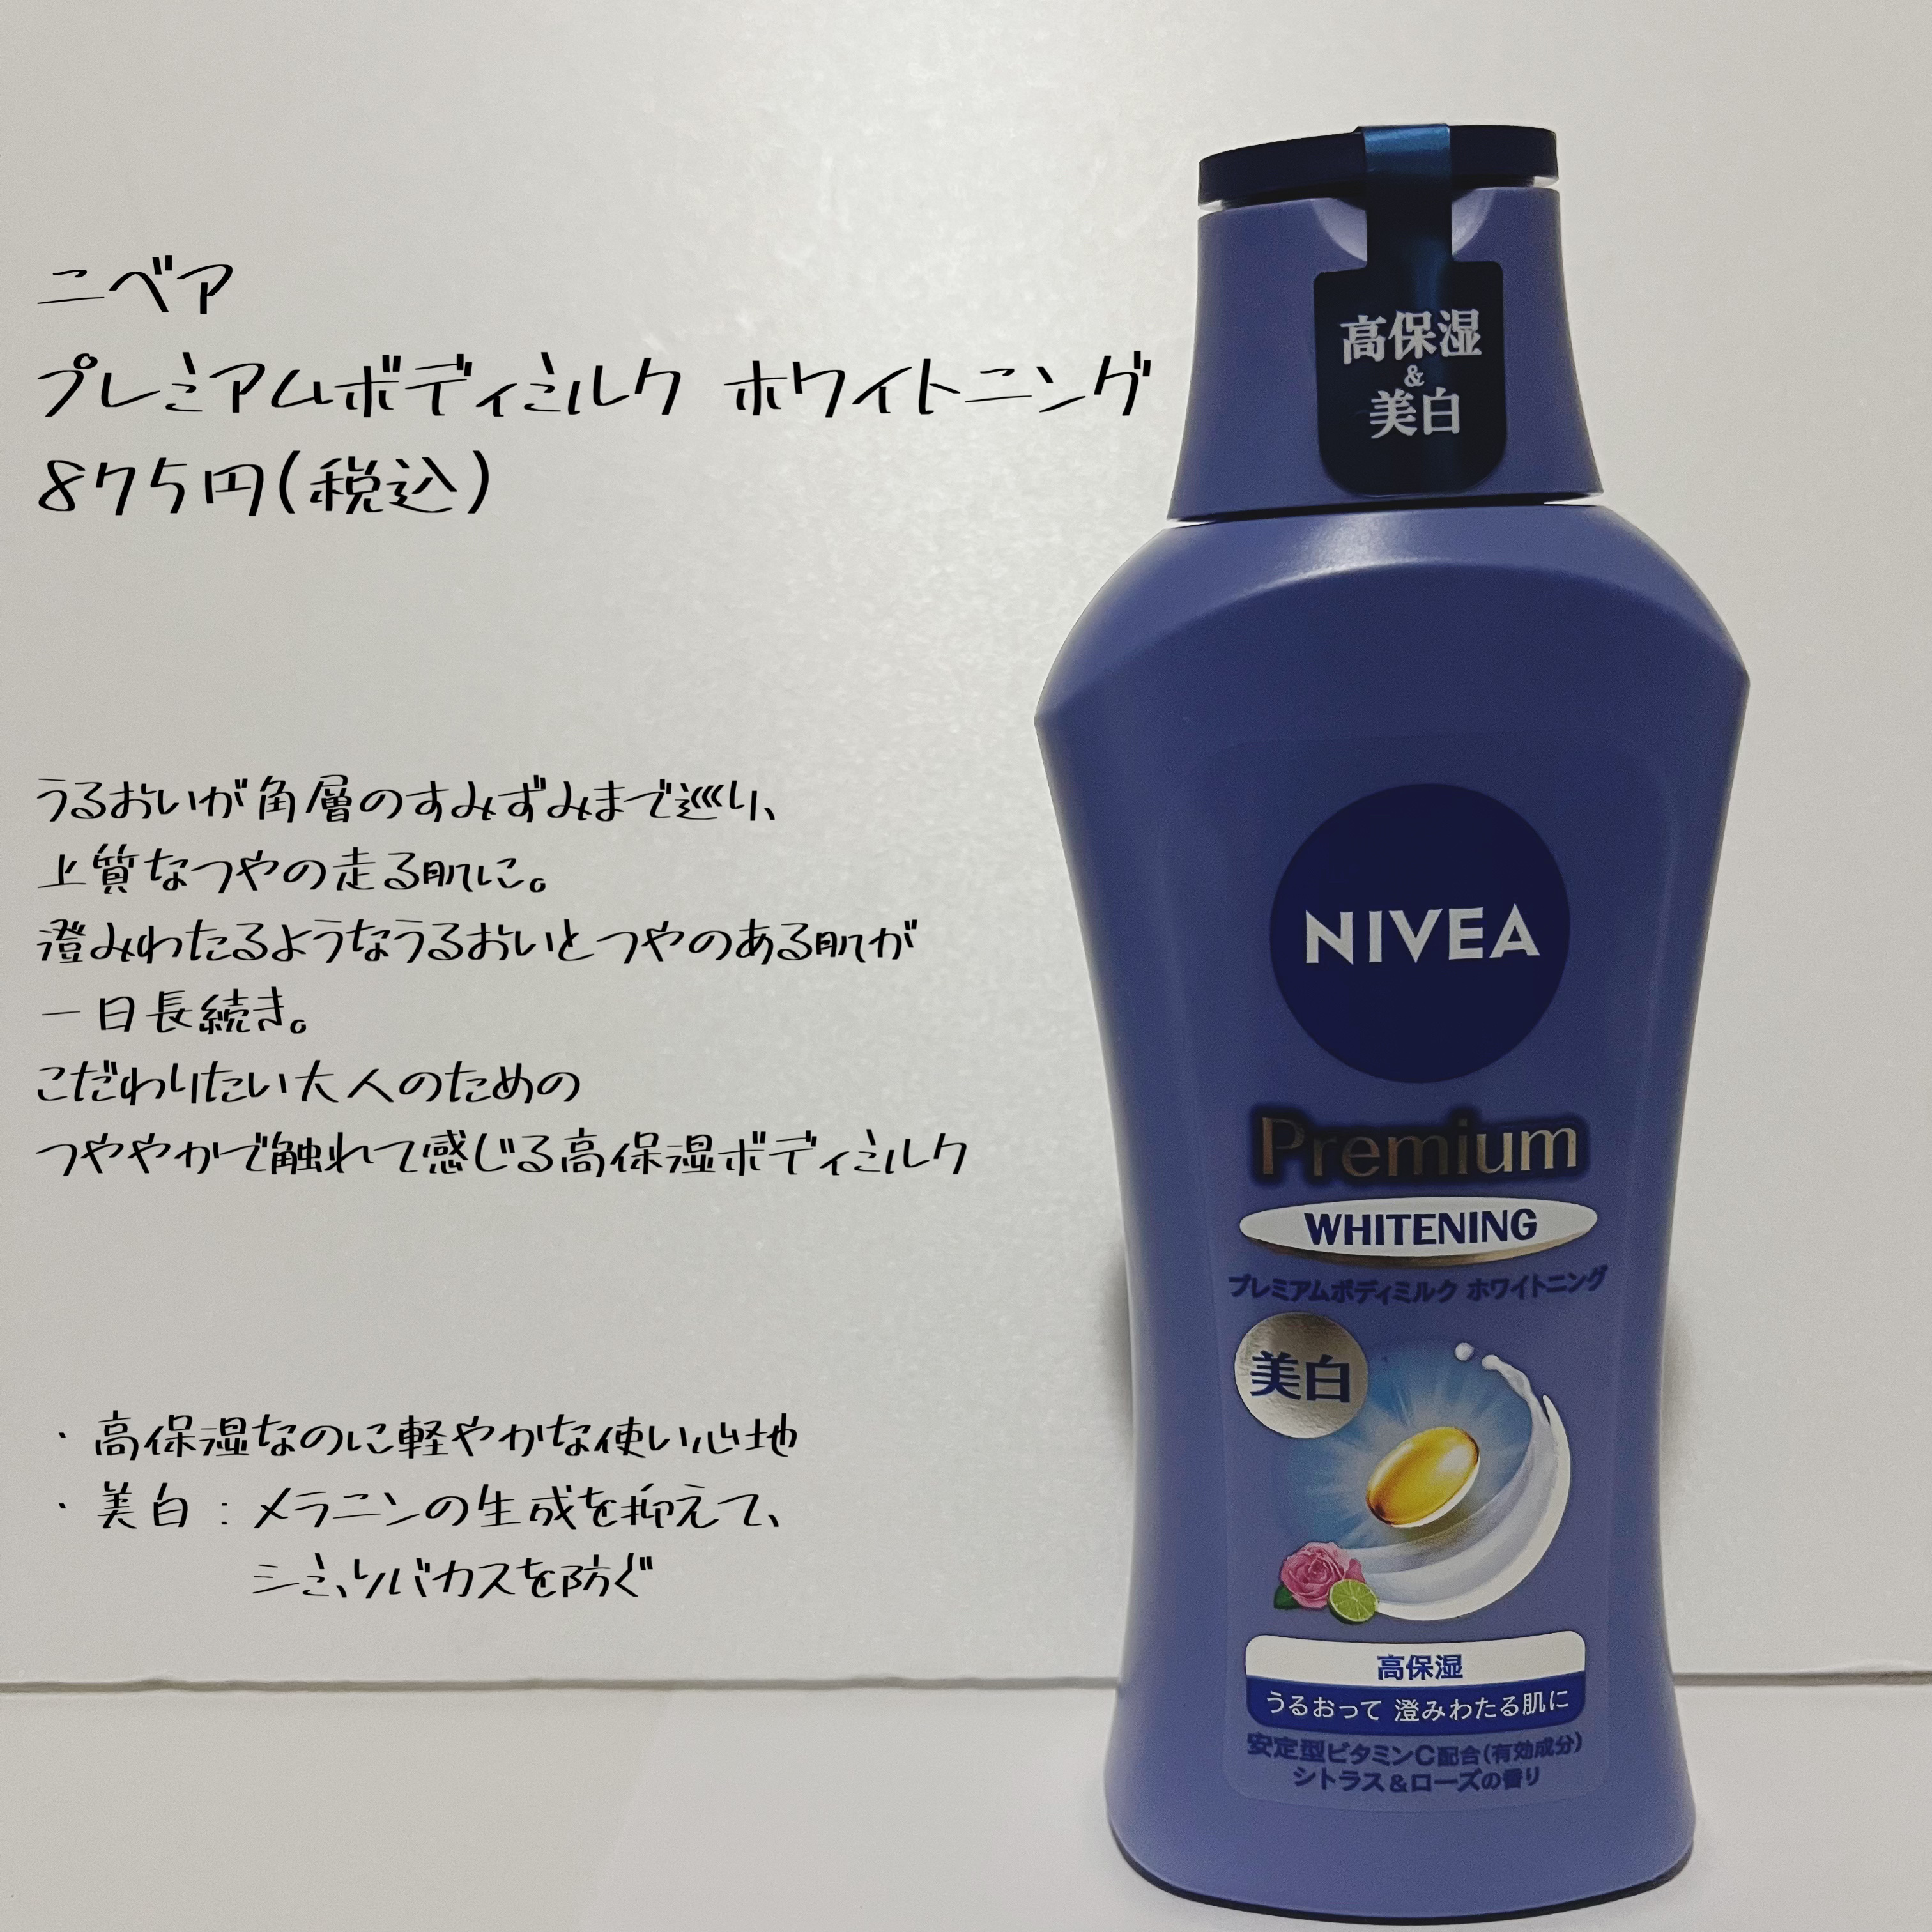 ニベア
プレミアムボディミルク ホワイトニング
875円(税込)
うるおいが角層のすみずみまで巡り、
上質なつやの走る肌に。
澄みわたるようなうるおいとつやのある肌が
一日長続き。
こだわりたい大人のための
つややかで触れて感じる高保湿ボディミルク
・高保湿なのに軽やかな使い心地
・美白：メラニンの生成を抑えて、
シミ、ソバカスを防ぐ
高保湿
&
美白
NIVEA
Premium
WHITENING
プレミアムボディミルク ホワイトニング
美白
高保湿
うるおって 澄みわたる肌に
安定型ビタミンC配合(有効成分)
シトラス&ローズの香り